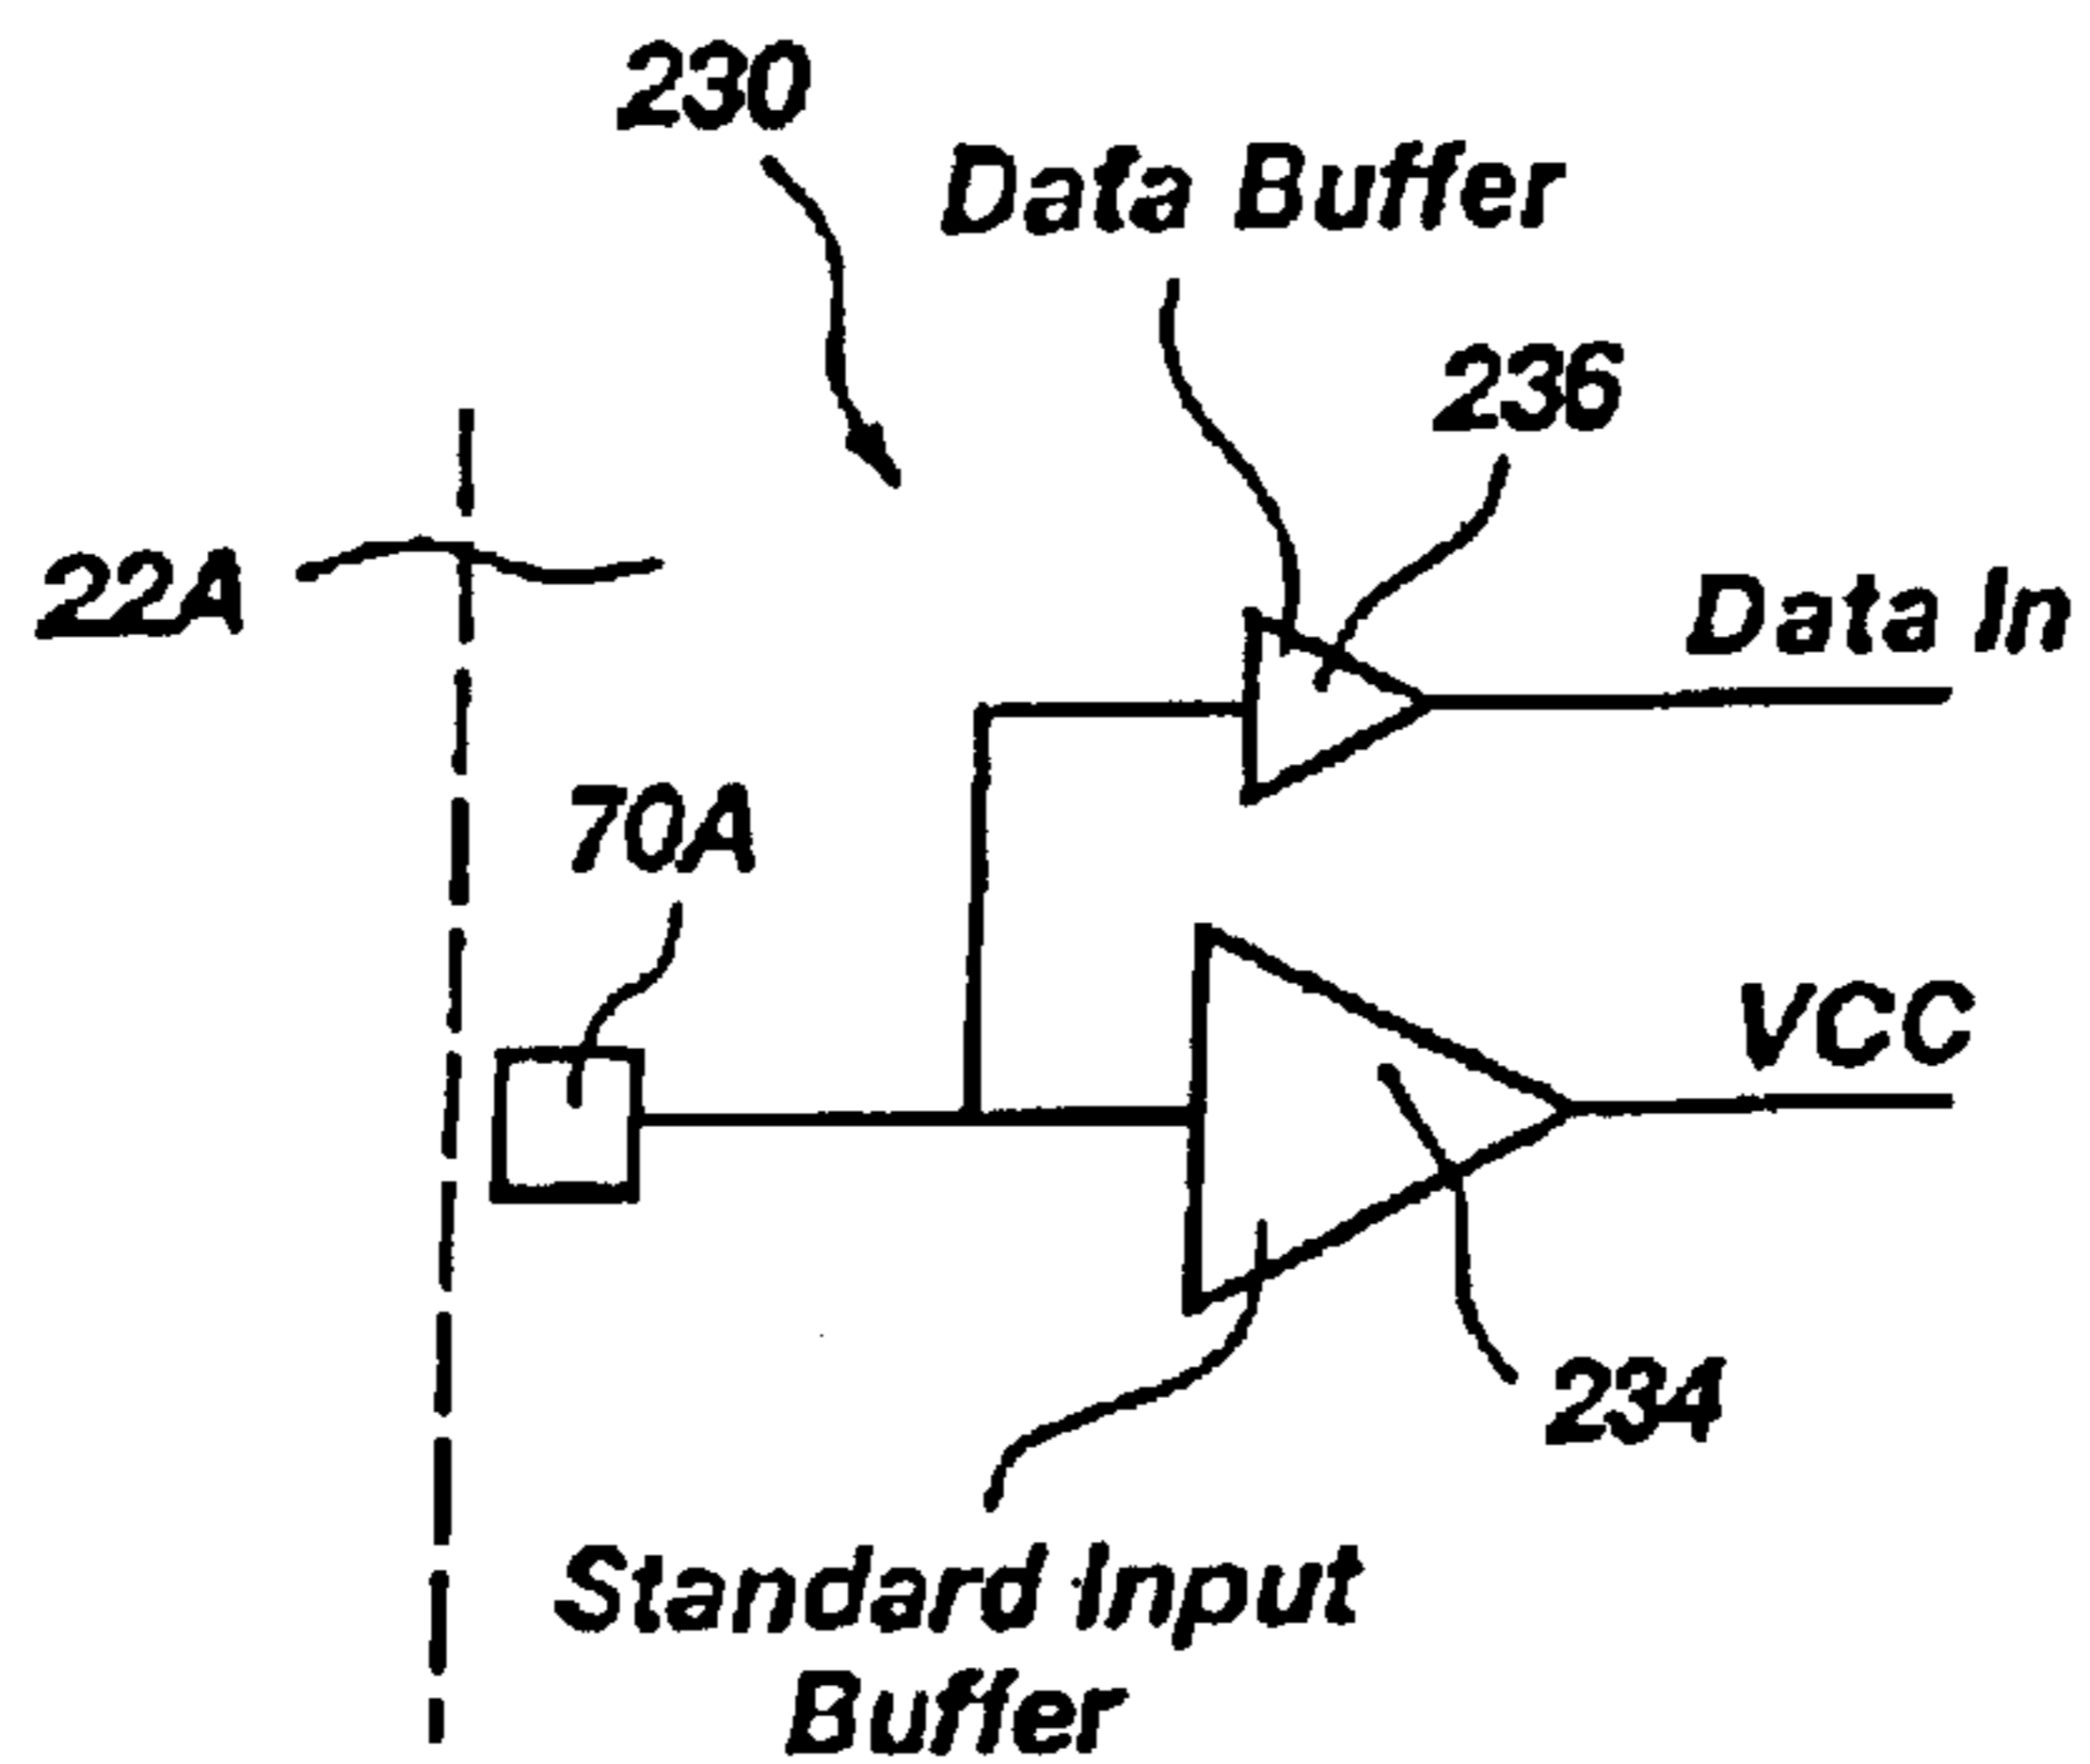 230
Data Buffer
236
22A
Data In
70A
VCC
234
Standard Input
Buffer